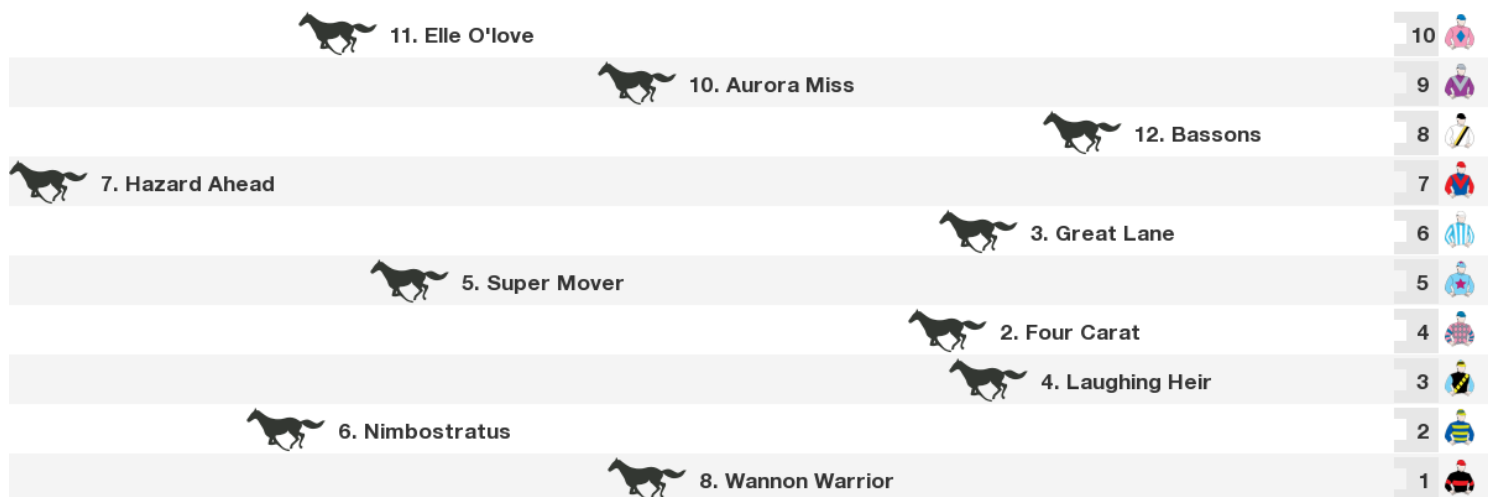 11. Elle O'love 10
10. Aurora Miss 9
12. Bassons 8
7. Hazard Ahead 7
3. Great Lane 6
5. Super Mover 5
2. Four Carat 4
4. Laughing Heir 3
6. Nimbostratus 2
8. Wannon Warrior 1